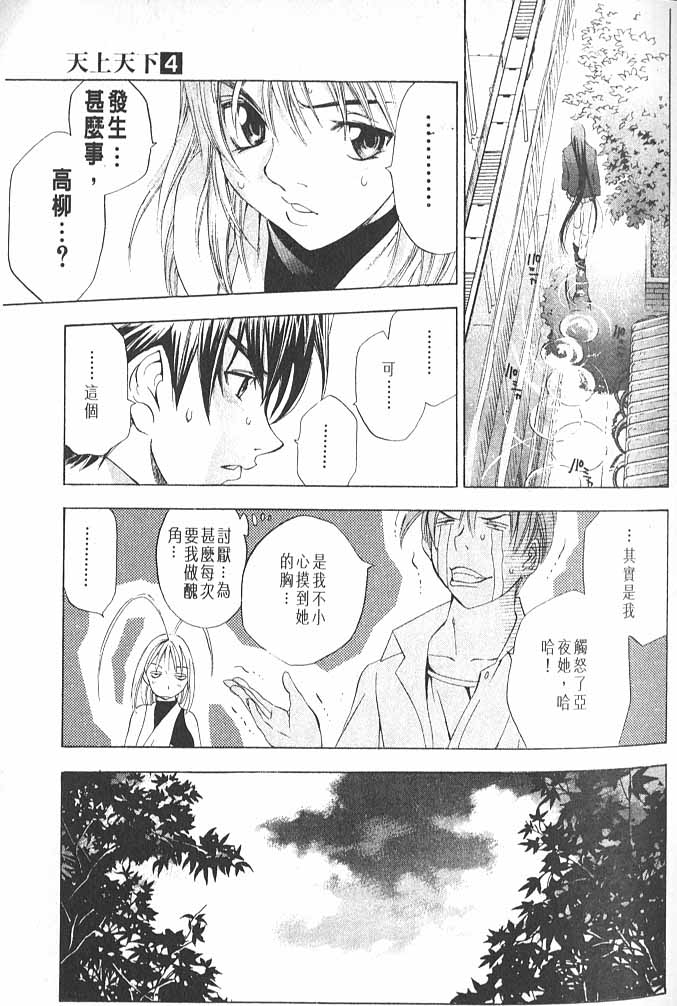 天上天下4
………
發生…
甚麼事，
高柳…？
可…
………
……這個
…其實是我
觸怒了亞
夜她，哈
哈！
是我不小
心摸到她
的胸…
討厭…為
甚麼每次
要我做醜
角…
………